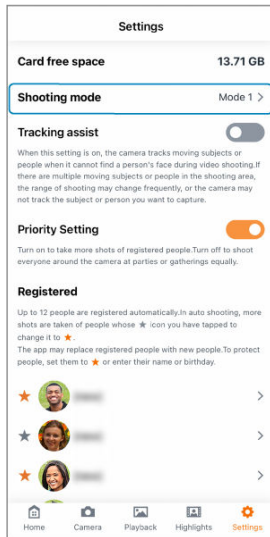 Settings
Card free space 13.71 GB
Shooting mode Mode 1 >
Tracking assist
When this setting is on, the camera tracks moving subjects or
people when it cannot find a person's face during video shooting.If
there are multiple moving subjects or people in the shooting area,
the range of shooting may change frequently, or the camera may
not track the subject or person you want to capture.
Priority Setting
Turn on to take more shots of registered people.Turn off to shoot
everyone around the camera at parties or gatherings equally.
Registered
Up to 12 people are registered automatically.In auto shooting, more
shots are taken of people whose ★ icon you have tapped to
change it to ★.
The app may replace registered people with new people.To protect
people, set them to ★ or enter their name or birthday.
Home Camera Playback Highlights Settings